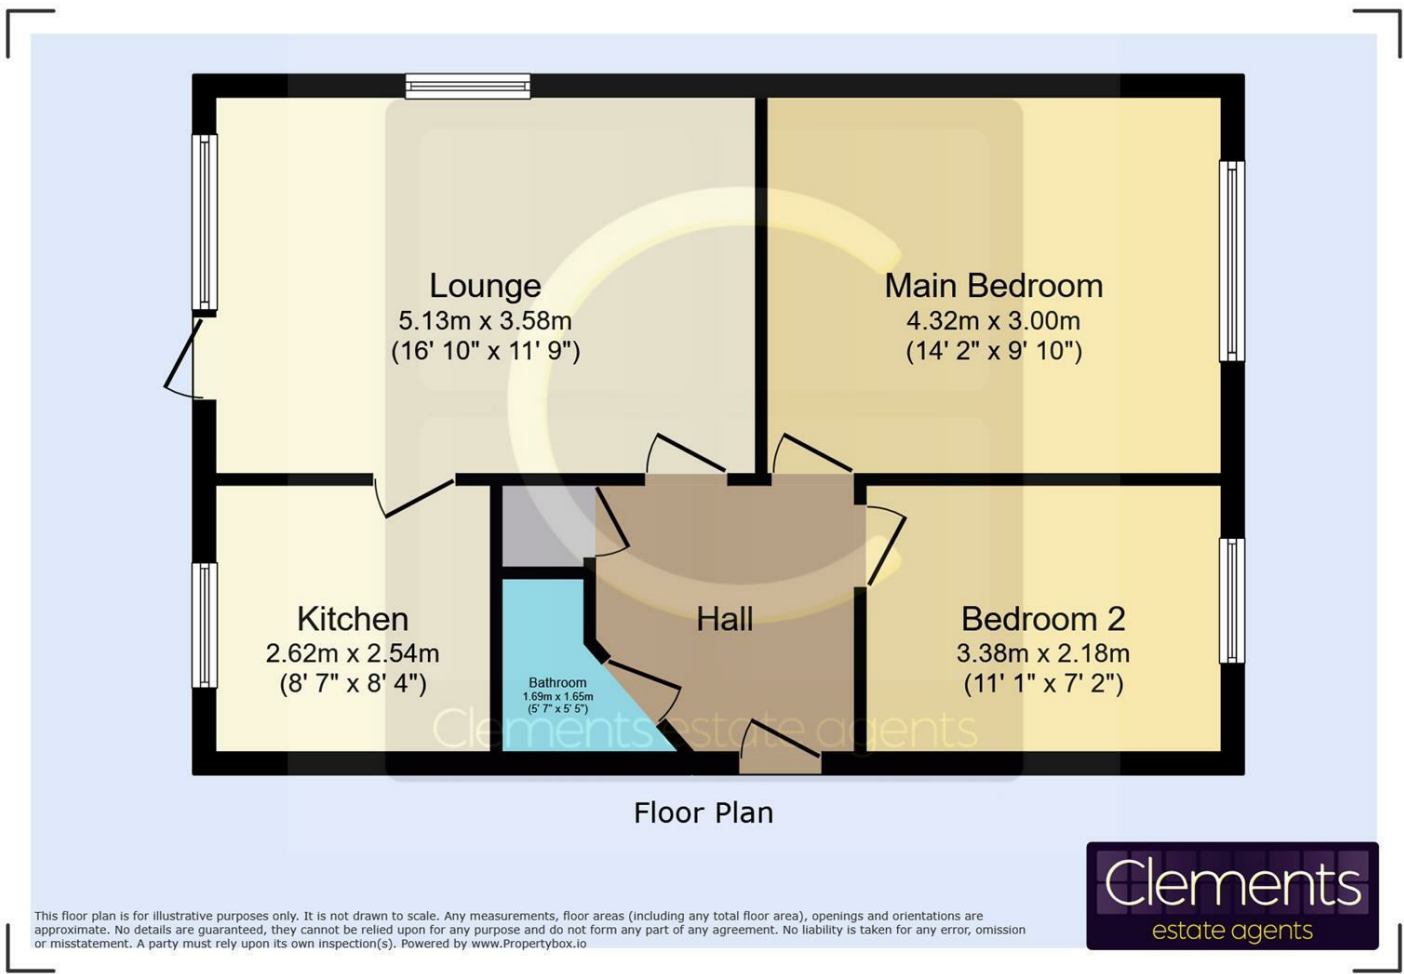 Lounge
5.13m x 3.58m
(16' 10" x 11' 9")
Main Bedroom
4.32m x 3.00m
(14' 2" x 9' 10")
Kitchen
2.62m x 2.54m
(8' 7" x 8' 4")
Bathroom
1.69m x 1.65m
(5' 7" x 5' 5")
Hall
Bedroom 2
3.38m x 2.18m
(11' 1" x 7' 2")
Clements estate agents
Floor Plan
Clements
estate agents
This floor plan is for illustrative purposes only. It is not drawn to scale. Any measurements, floor areas (including any total floor area), openings and orientations are
approximate. No details are guaranteed, they cannot be relied upon for any purpose and do not form any part of any agreement. No liability is taken for any error, omission
or misstatement. A party must rely upon its own inspection(s). Powered by www.Propertybox.io